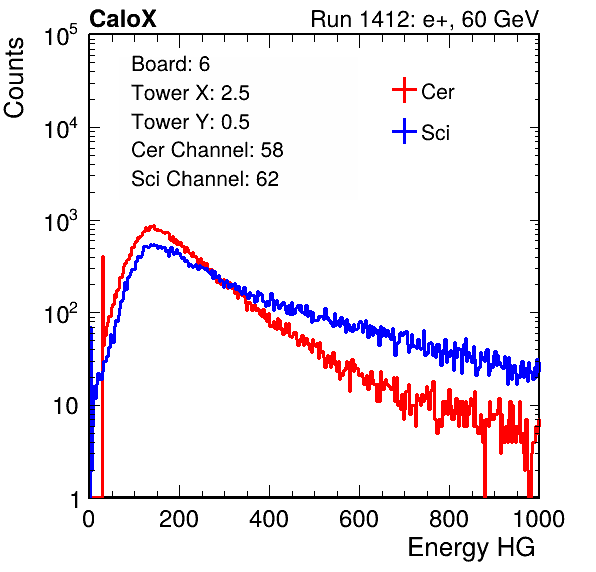 CaloX Run 1412: e+, 60 GeV
Counts
Board: 6
Tower X: 2.5
Tower Y: 0.5
Cer Channel: 58
Sci Channel: 62
Cer
Sci
10^5
10^4
10^3
10^2
10
1
0 200 400 600 800 1000
Energy HG